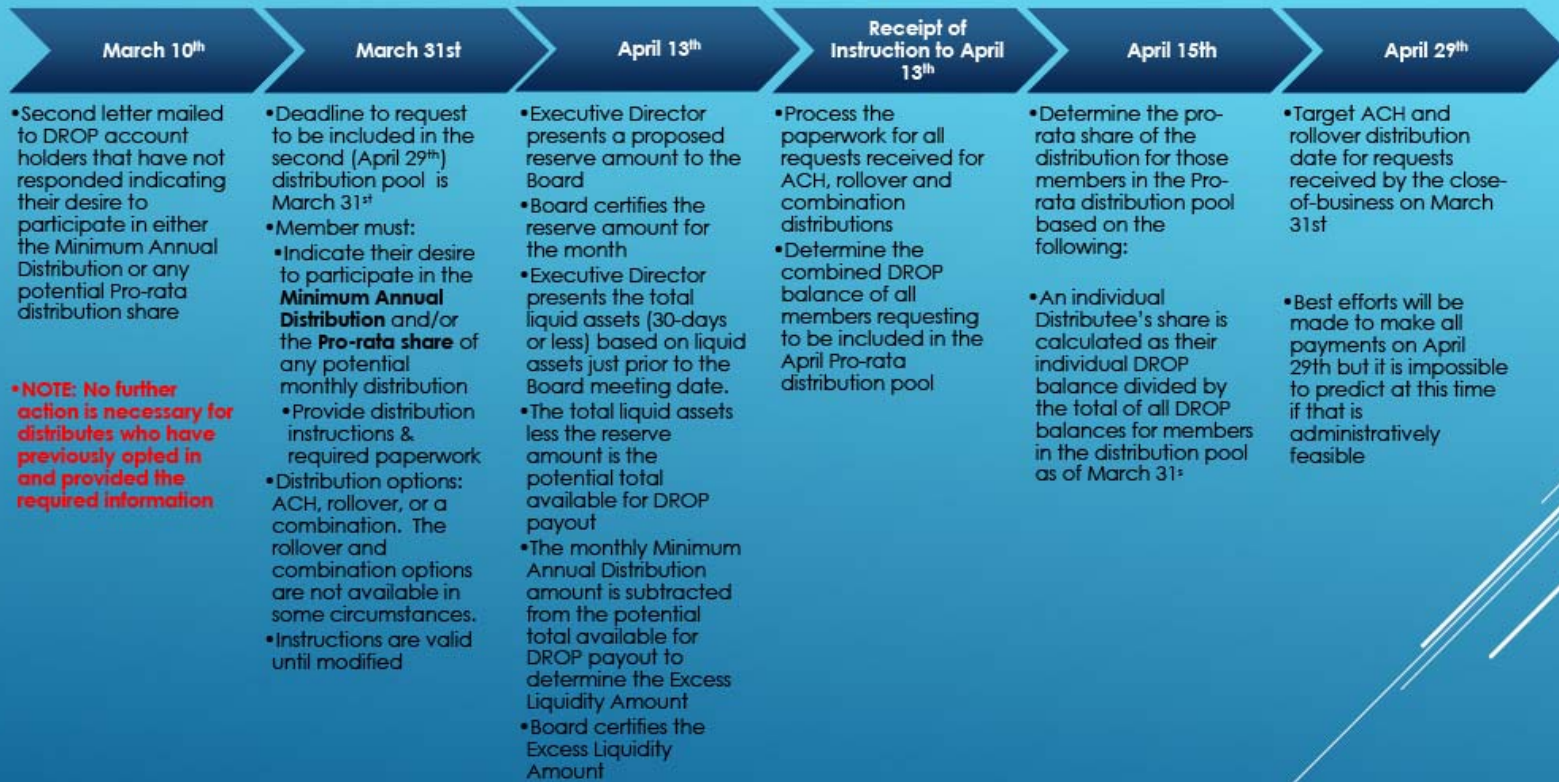 March 10th
•Second letter mailed
to DROP account
holders that have not
responded indicating
their desire to
participate in either
the Minimum Annual
Distribution or any
potential Pro-rata
distribution share
•NOTE: No further
action is necessary for
distributes who have
previously opted in
and provided the
required information
March 31st
•Deadline to request
to be included in the
second (April 29th)
distribution pool is
March 31st
•Member must:
•Indicate their desire
to participate in the
Minimum Annual
Distribution and/or
the Pro-rata share of
any potential
monthly distribution
•Provide distribution
instructions &
required paperwork
•Distribution options:
ACH, rollover, or a
combination. The
rollover and
combination options
are not available in
some circumstances.
•Instructions are valid
until modified
April 13th
•Executive Director
presents a proposed
reserve amount to the
Board
•Board certifies the
reserve amount for
the month
•Executive Director
presents the total
liquid assets (30-days
or less) based on liquid
assets just prior to the
Board meeting date.
•The total liquid assets
less the reserve
amount is the
potential total
available for DROP
payout
•The monthly Minimum
Annual Distribution
amount is subtracted
from the potential
total available for
DROP payout to
determine the Excess
Liquidity Amount
•Board certifies the
Excess Liquidity
Amount
Receipt of
Instruction to April
13th
•Process the
paperwork for all
requests received for
ACH, rollover and
combination
distributions
•Determine the
combined DROP
balance of all
members requesting
to be included in the
April Pro-rata
distribution pool
April 15th
•Determine the pro-
rata share of the
distribution for those
members in the Pro-
rata distribution pool
based on the
following:
•An individual
Distributee's share is
calculated as their
individual DROP
balance divided by
the total of all DROP
balances for members
in the distribution pool
as of March 31s
April 29th
•Target ACH and
rollover distribution
date for requests
received by the close-
of-business on March
31st
•Best efforts will be
made to make all
payments on April
29th but it is impossible
to predict at this time
if that is
administratively
feasible